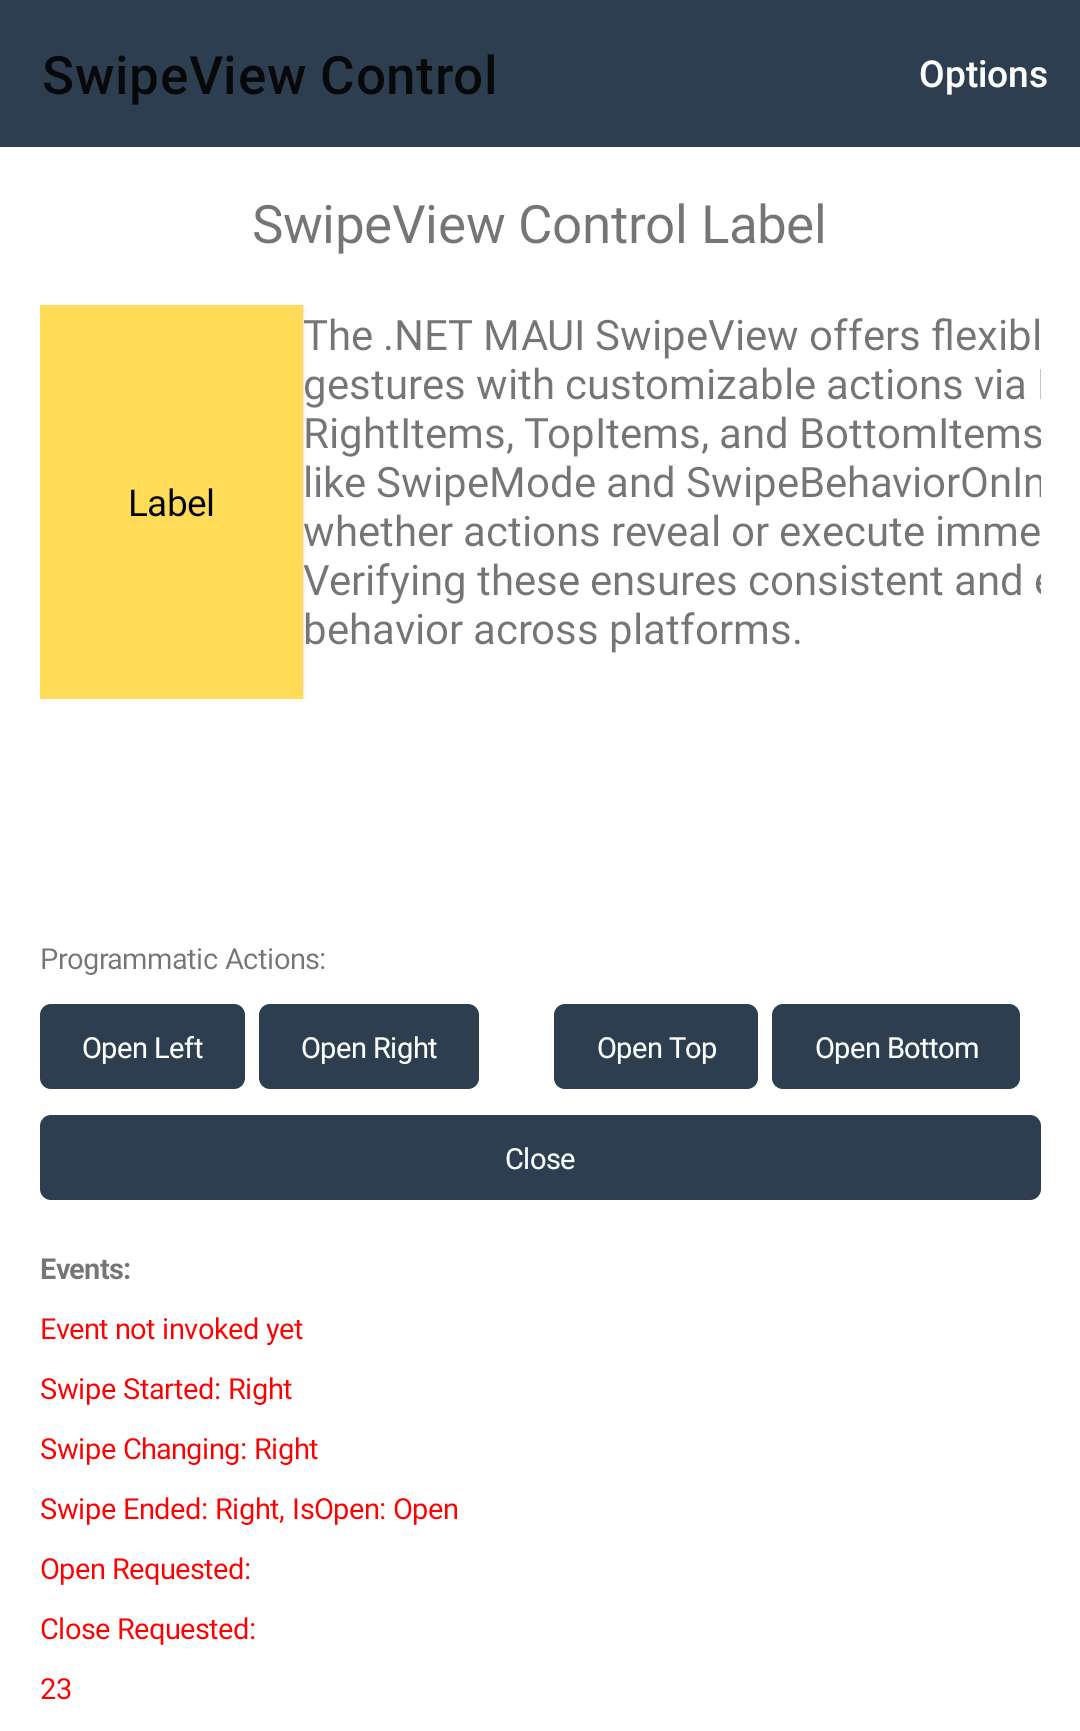 SwipeView Control
Options
SwipeView Control Label
Label
The .NET MAUI SwipeView offers flexibl
gestures with customizable actions via
RightItems, TopItems, and BottomItems
like SwipeMode and SwipeBehaviorOnIn
whether actions reveal or execute imme
Verifying these ensures consistent and e
behavior across platforms.
Programmatic Actions:
Open Left
Open Right
Open Top
Open Bottom
Close
Events:
Event not invoked yet
Swipe Started: Right
Swipe Changing: Right
Swipe Ended: Right, IsOpen: Open
Open Requested:
Close Requested:
23